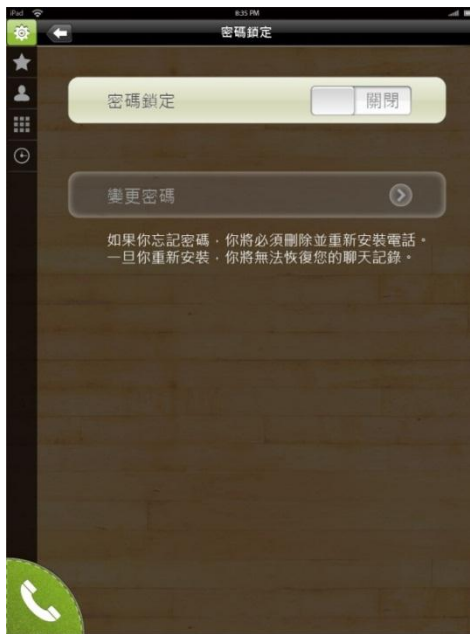 iPad
8:35 PM
密碼鎖定
密碼鎖定
關閉
變更密碼
如果你忘記密碼，你將必須刪除並重新安裝電話。
一旦你重新安裝，你將無法恢復您的聊天記錄。